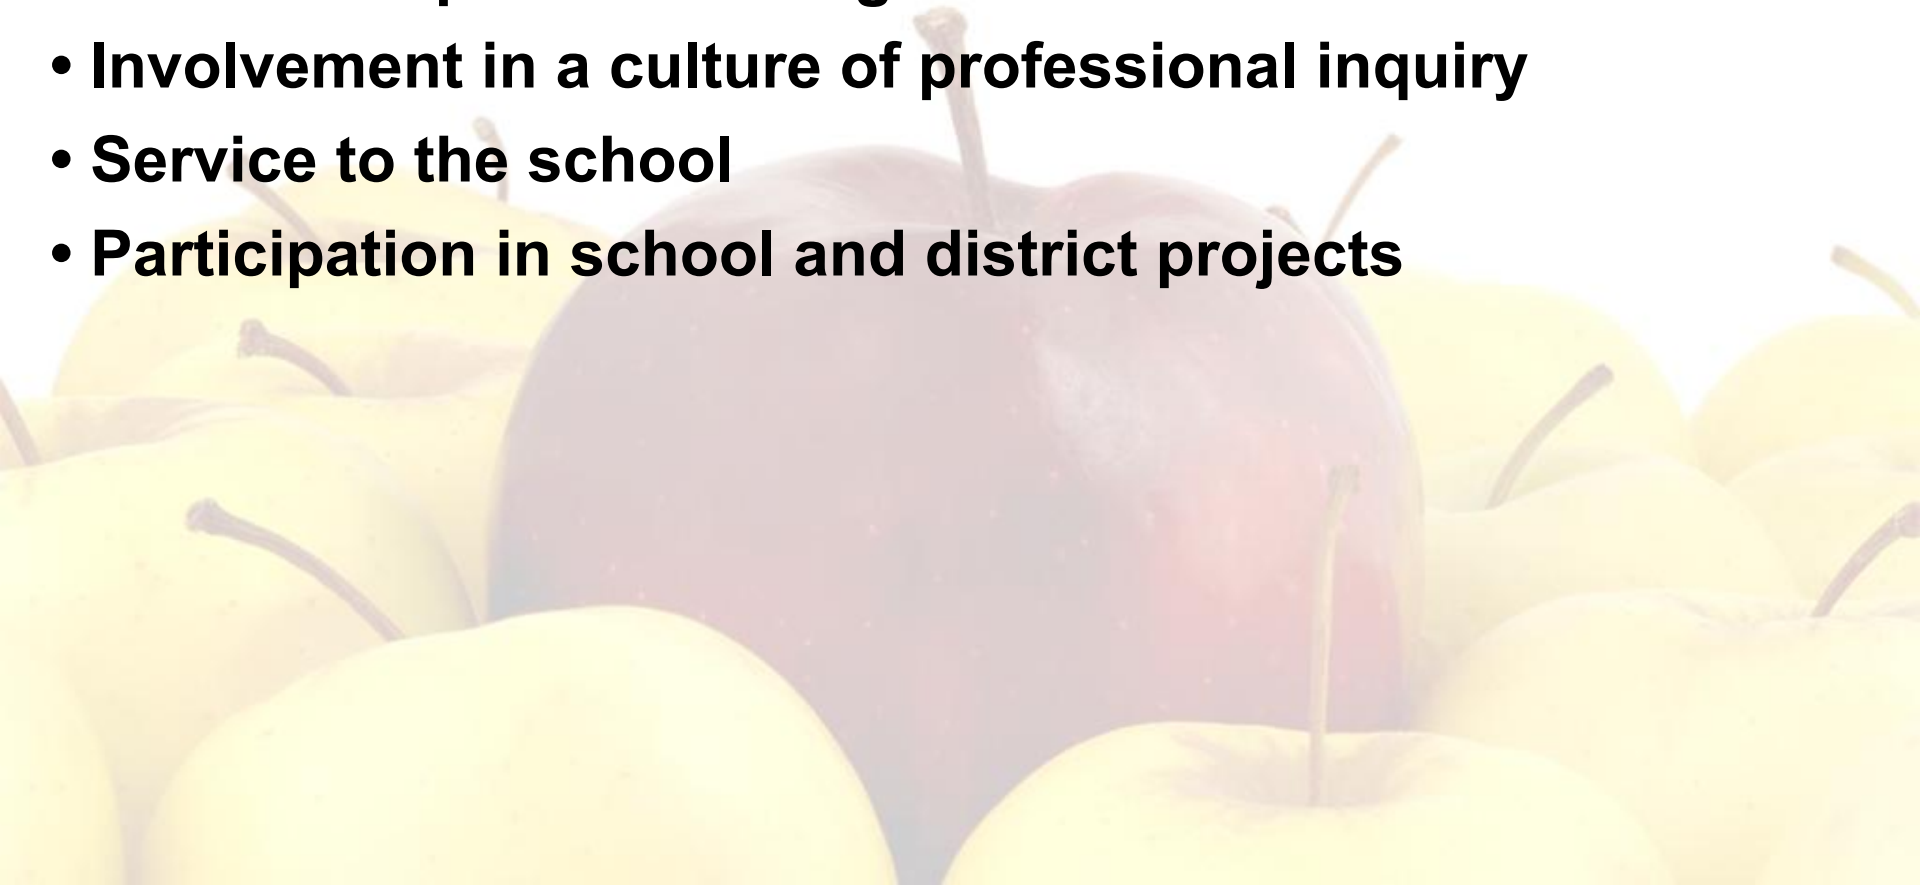 • Involvement in a culture of professional inquiry
• Service to the school
• Participation in school and district projects